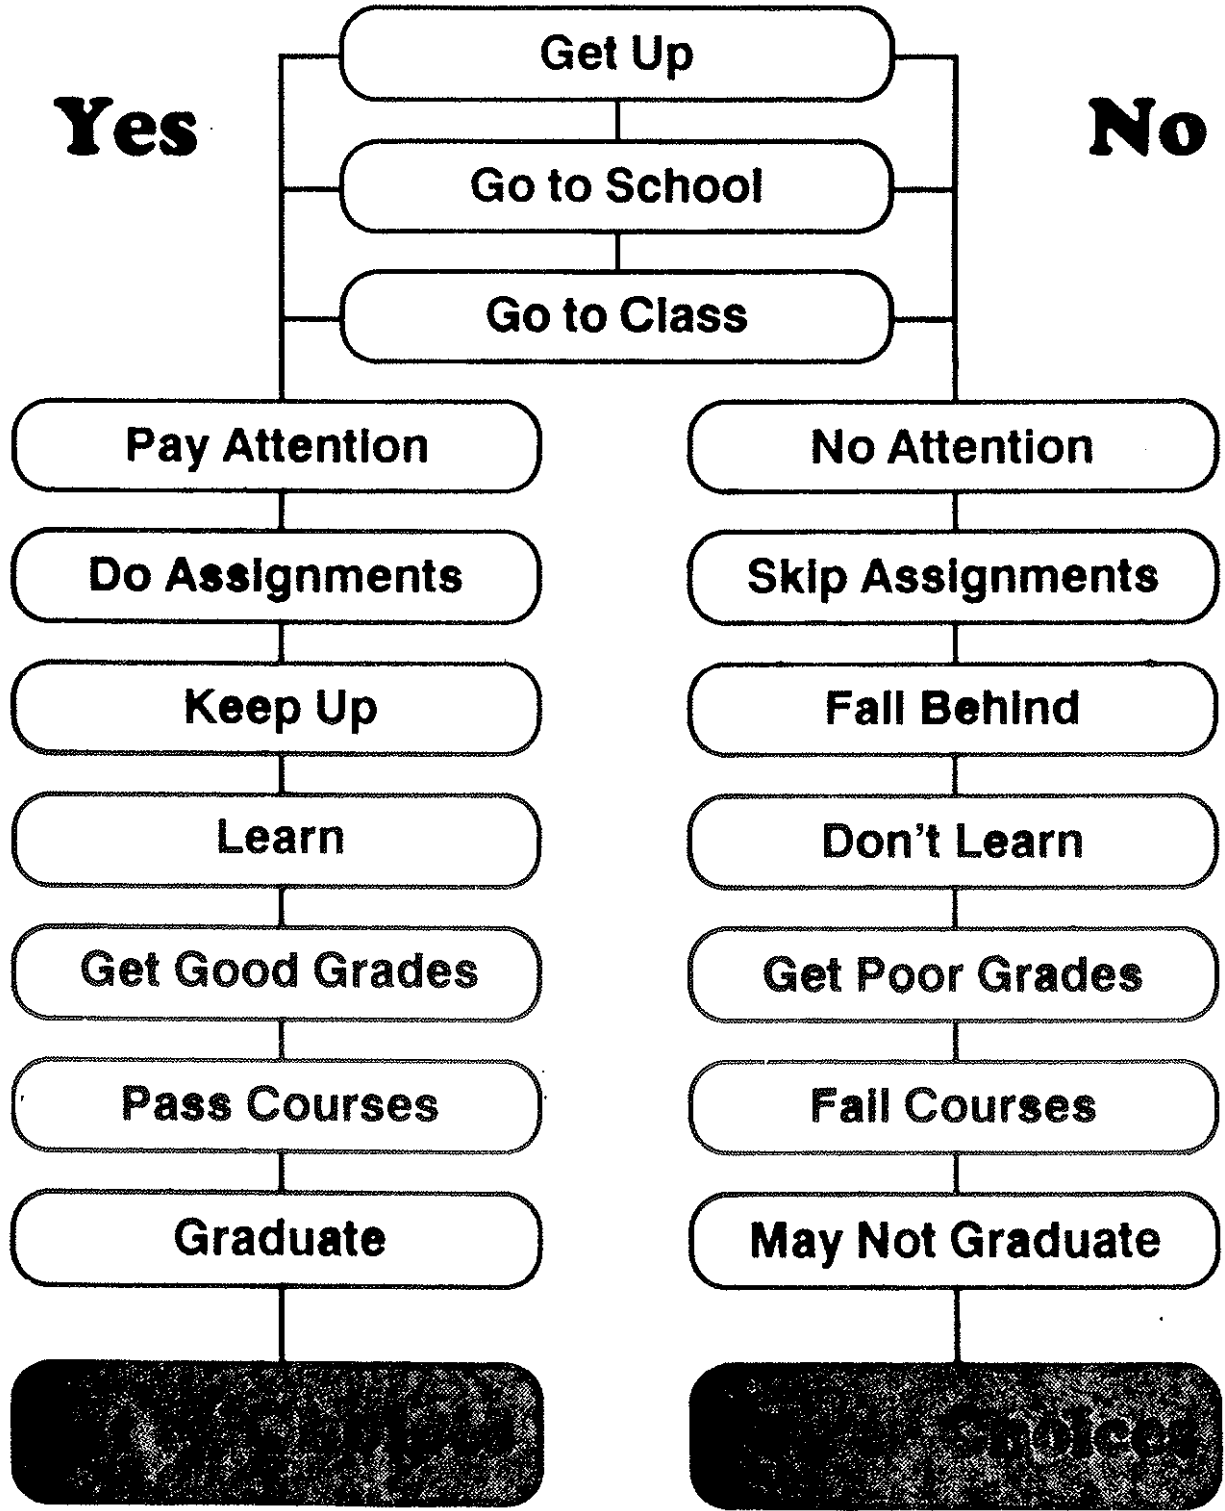 Get Up
Yes
No
Go to School
Go to Class
Pay Attention
No Attention
Do Assignments
Skip Assignments
Keep Up
Fall Behind
Learn
Don't Learn
Get Good Grades
Get Poor Grades
Pass Courses
Fail Courses
Graduate
May Not Graduate
Choices